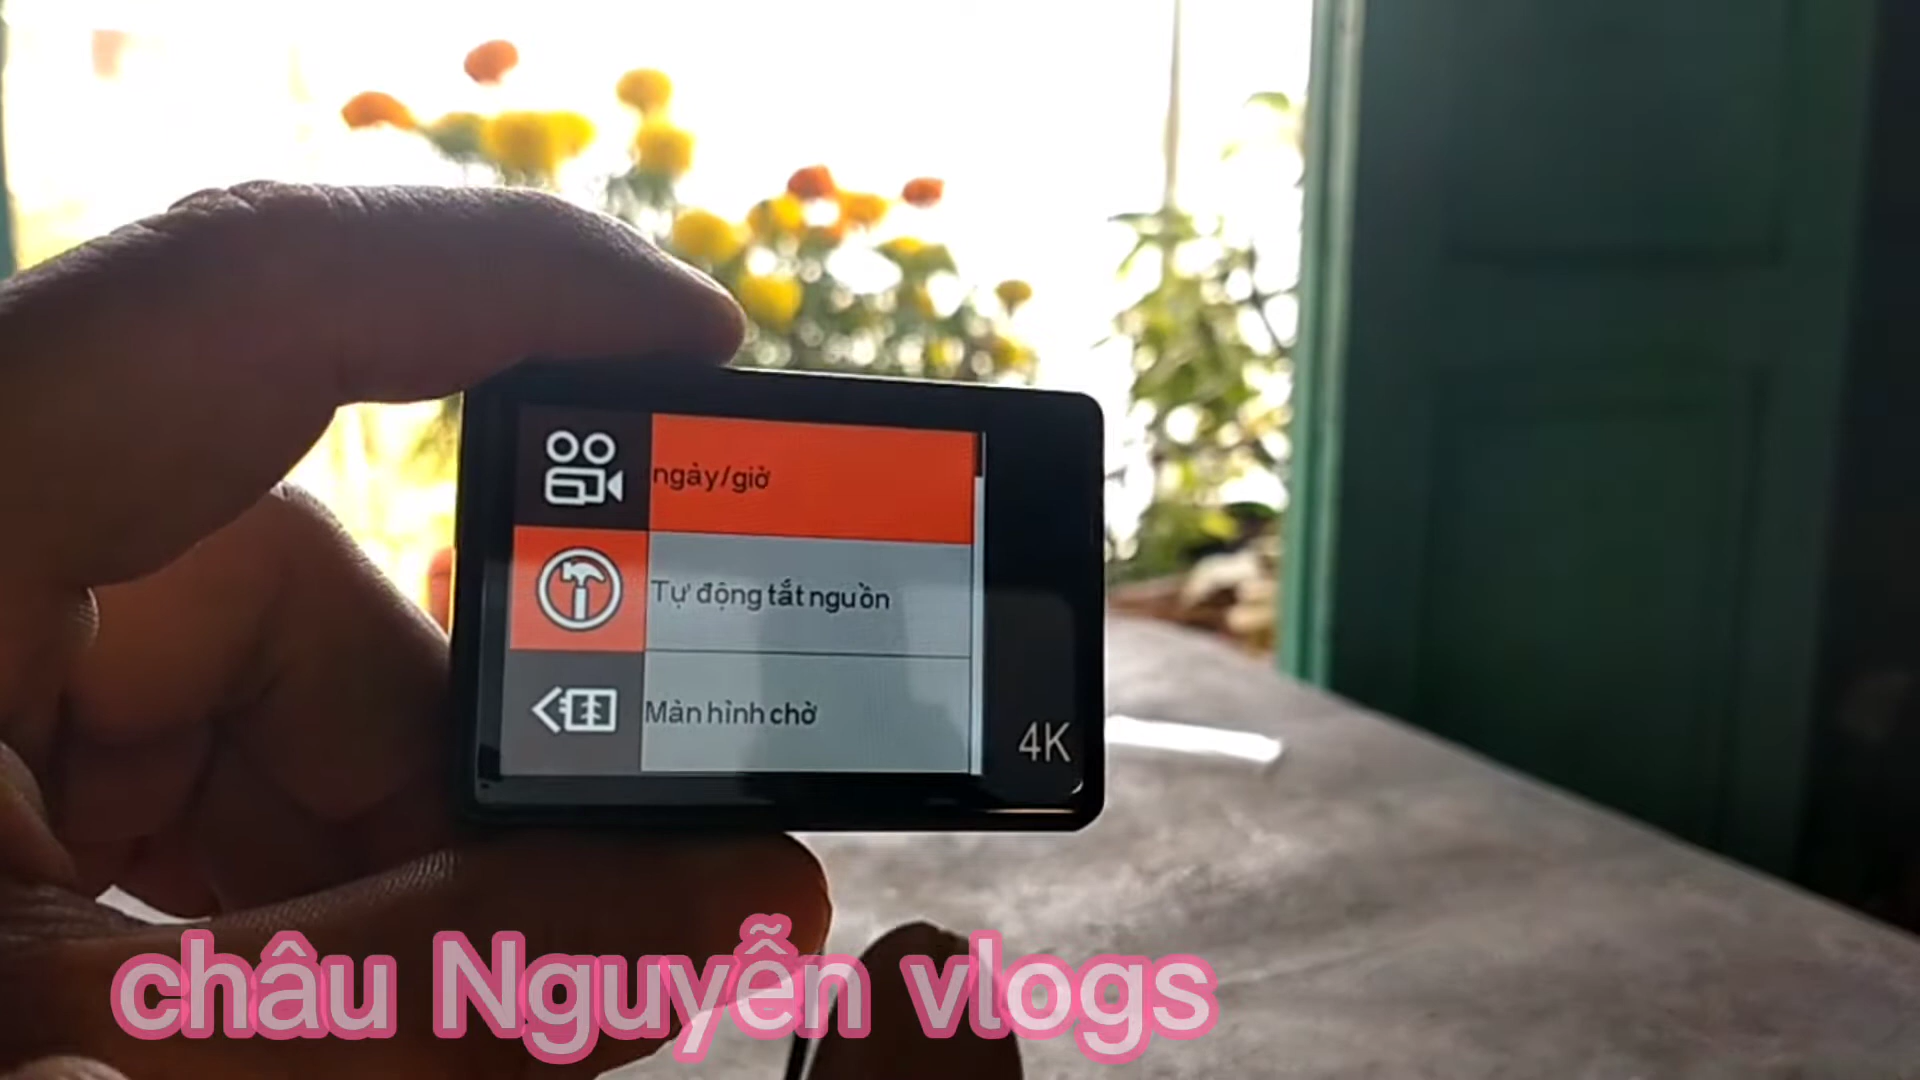 ngày/giờ
Tự động tắt nguồn
Màn hình chờ
4K
châu Nguyễn vlogs